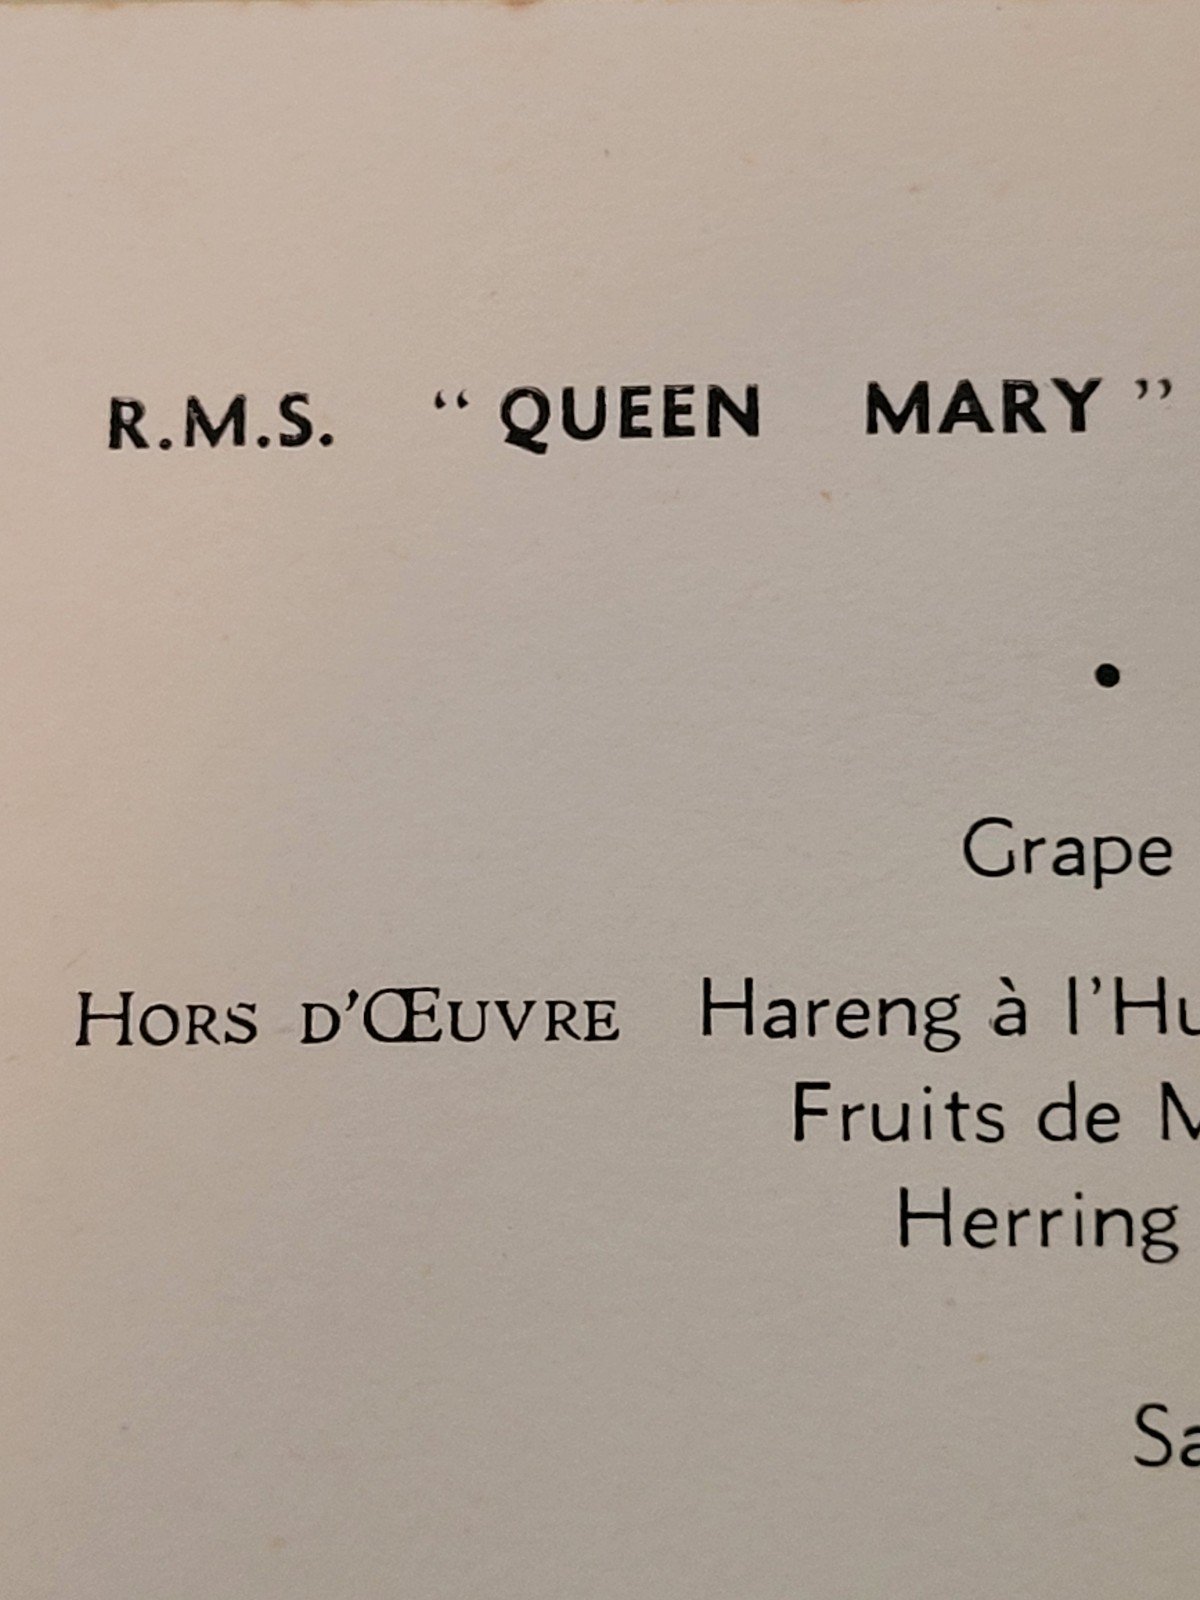 R.M.S. “QUEEN MARY”
•
Grape
HORS D’ŒUVRE Hareng à l’Hu
Fruits de M
Herring
Sa